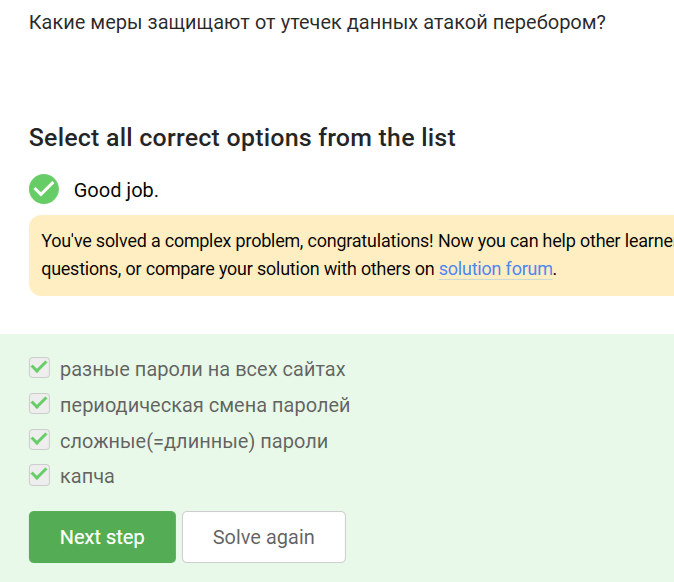 Какие меры защищают от утечек данных атакой перебором?
Select all correct options from the list
Good job.
You've solved a complex problem, congratulations! Now you can help other learne
questions, or compare your solution with others on solution forum.
разные пароли на всех сайтах
периодическая смена паролей
сложные(=длинные) пароли
капча
Next step Solve again